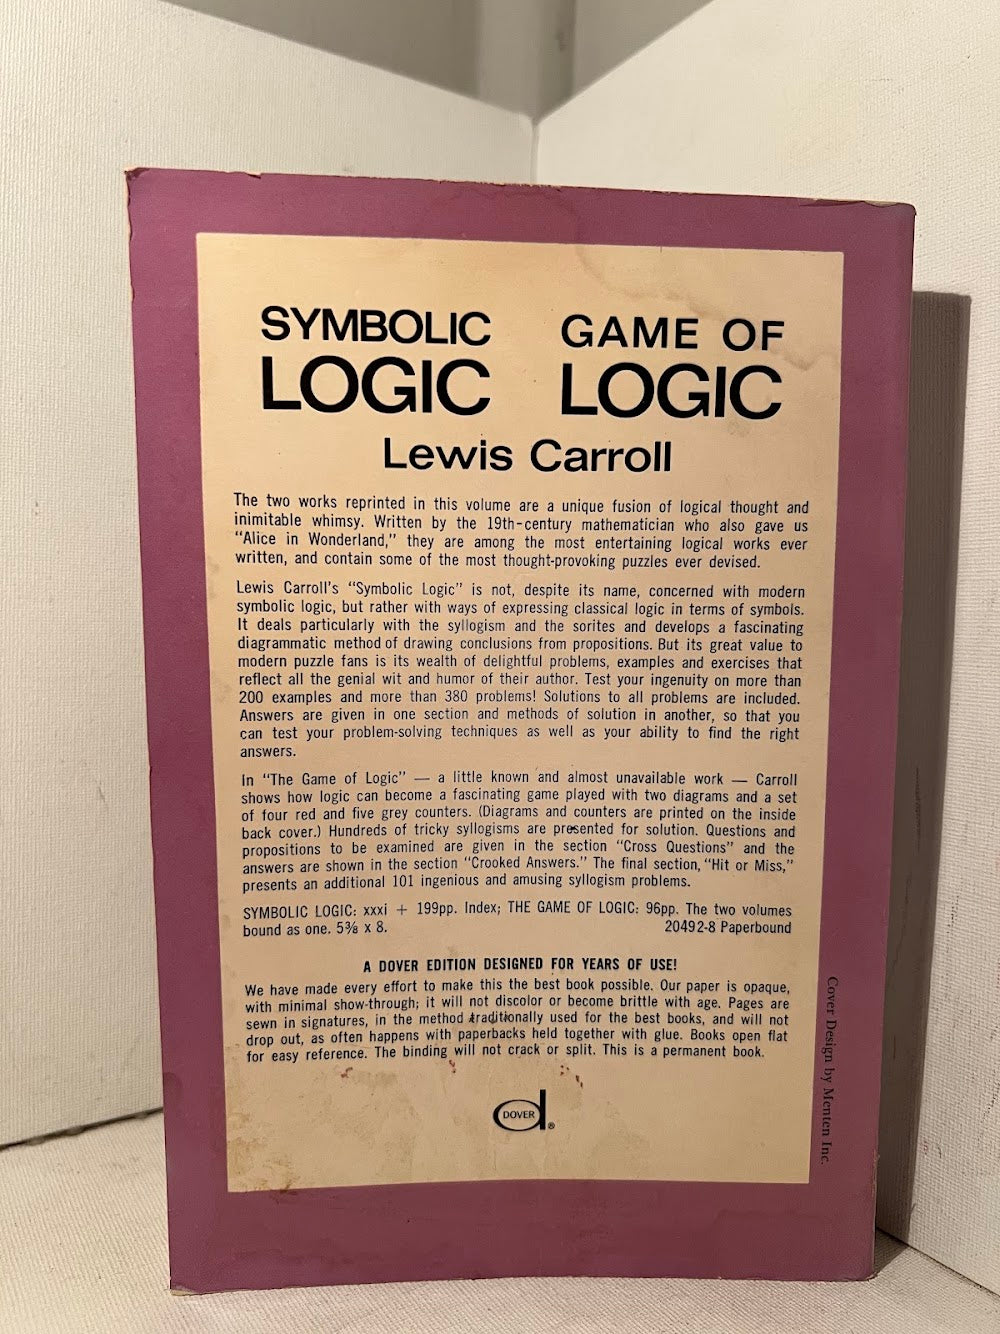 SYMBOLIC GAME OF
LOGIC LOGIC
Lewis Carroll
The two works reprinted in this volume are a unique fusion of logical thought and
inimitable whimsy. Written by the 19th-century mathematician who also gave us
“Alice in Wonderland,” they are among the most entertaining logical works ever
written, and contain some of the most thought-provoking puzzles ever devised.
Lewis Carroll’s “Symbolic Logic” is not, despite its name, concerned with modern
symbolic logic, but rather with ways of expressing classical logic in terms of symbols.
It deals particularly with the syllogism and the sorites and develops a fascinating
diagrammatic method of drawing conclusions from propositions. But its great value to
modern puzzle fans is its wealth of delightful problems, examples and exercises that
reflect all the genial wit and humor of their author. Test your ingenuity on more than
200 examples and more than 380 problems! Solutions to all problems are included.
Answers are given in one section and methods of solution in another, so that you
can test your problem-solving techniques as well as your ability to find the right
answers.
In “The Game of Logic” — a little known and almost unavailable work — Carroll
shows how logic can become a fascinating game played with two diagrams and a set
of four red and five grey counters. (Diagrams and counters are printed on the inside
back cover.) Hundreds of tricky syllogisms are presented for solution. Questions and
propositions to be examined are given in the section “Cross Questions” and the
answers are shown in the section “Crooked Answers.” The final section, “Hit or Miss,”
presents an additional 101 ingenious and amusing syllogism problems.
SYMBOLIC LOGIC: xxxi + 199pp. Index; THE GAME OF LOGIC: 96pp. The two volumes
bound as one. 5⅜ x 8. 20492-8 Paperbound
A DOVER EDITION DESIGNED FOR YEARS OF USE!
We have made every effort to make this the best book possible. Our paper is opaque,
with minimal show-through; it will not discolor or become brittle with age. Pages are
sewn in signatures, in the method traditionally used for the best books, and will not
drop out, as often happens with paperbacks held together with glue. Books open flat
for easy reference. The binding will not crack or split. This is a permanent book.
DOVER ®
Cover Design by Menten Inc.